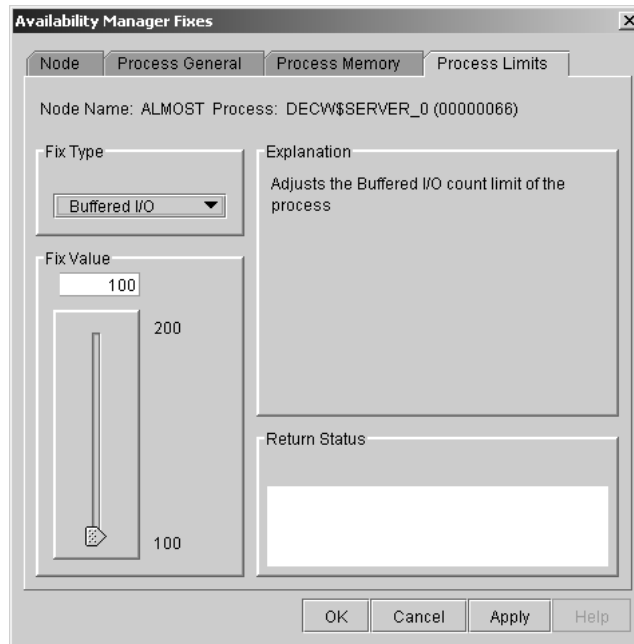 Availability Manager Fixes
Node Process General Process Memory Process Limits
Node Name: ALMOST Process: DECW$SERVER_0 (00000066)
Fix Type
Buffered I/O
Explanation
Adjusts the Buffered I/O count limit of the
process
Fix Value
100
200
100
Return Status
OK Cancel Apply Help